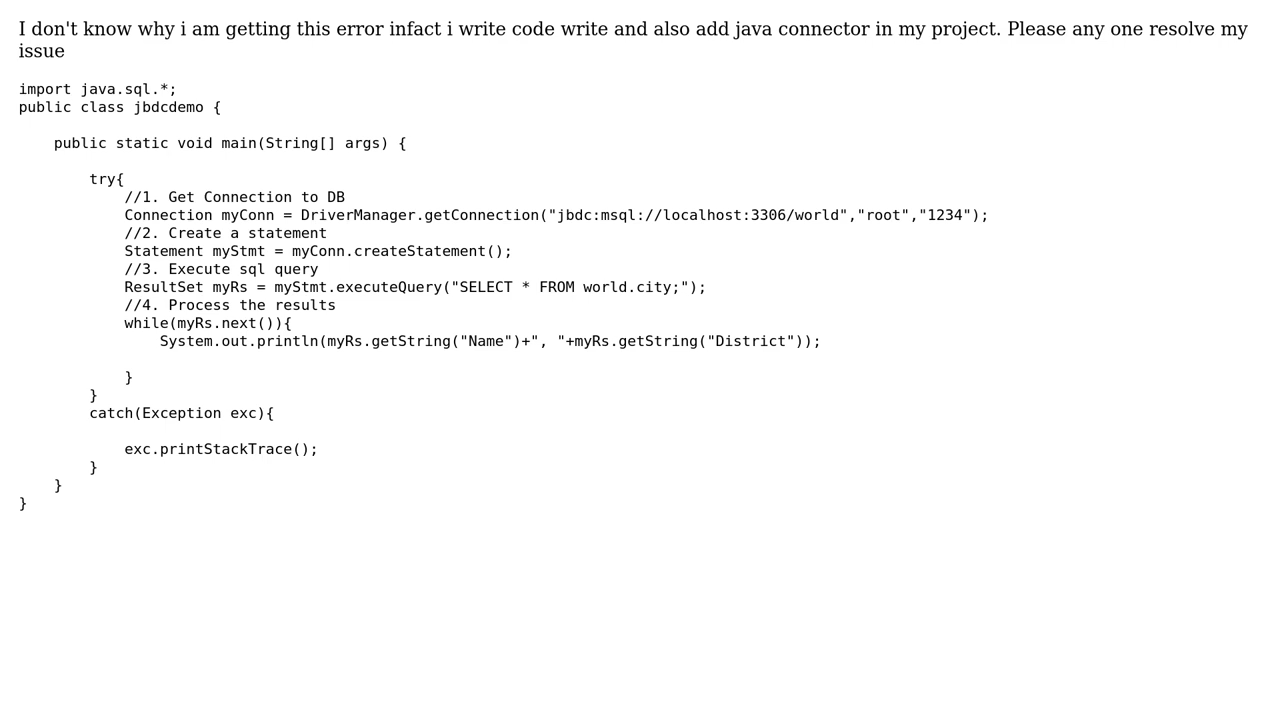 I don't know why i am getting this error infact i write code write and also add java connector in my project. Please any one resolve my
issue
import java.sql.*;
public class jbdcdemo {
    public static void main(String[] args) {
        try{
            //1. Get Connection to DB
            Connection myConn = DriverManager.getConnection("jbdc:msql://localhost:3306/world","root","1234");
            //2. Create a statement
            Statement myStmt = myConn.createStatement();
            //3. Execute sql query
            ResultSet myRs = myStmt.executeQuery("SELECT * FROM world.city;");
            //4. Process the results
            while(myRs.next()){
                System.out.println(myRs.getString("Name")+", "+myRs.getString("District"));
            }
        }
        catch(Exception exc){
            exc.printStackTrace();
        }
    }
}